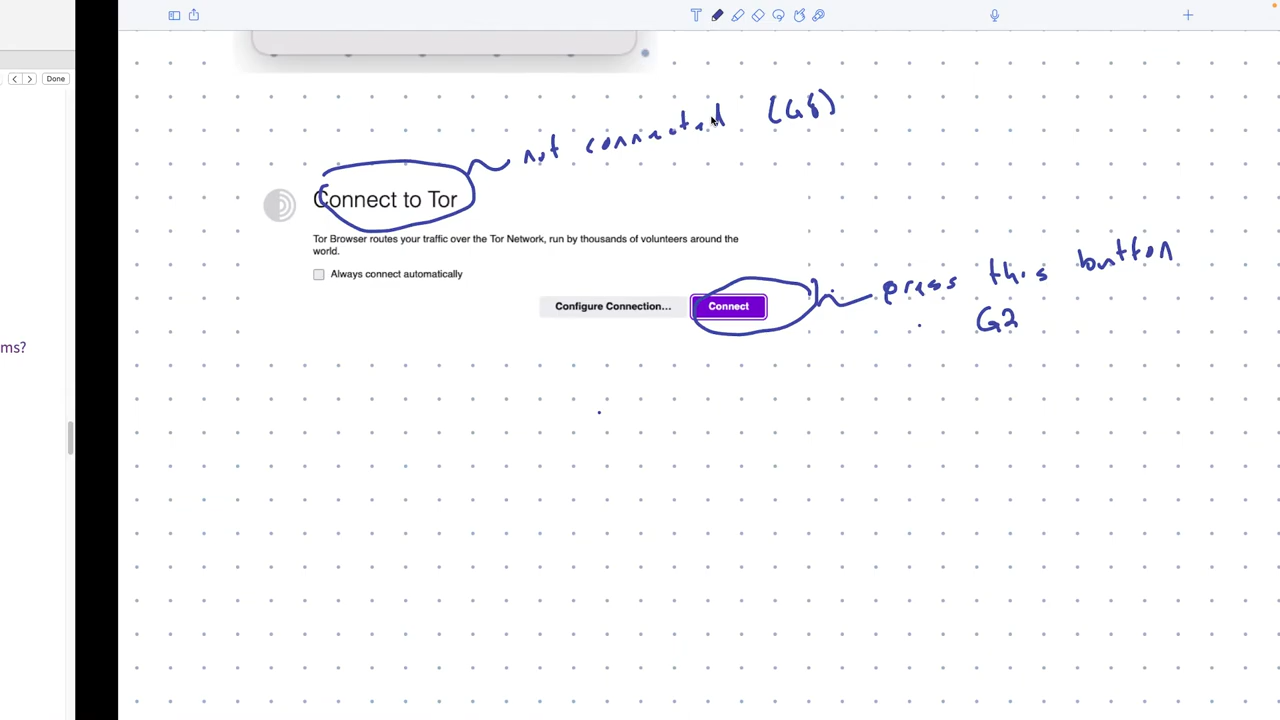 Done
not connected (G8)
Connect to Tor
Tor Browser routes your traffic over the Tor Network, run by thousands of volunteers around the
world.
Always connect automatically
press this button
Configure Connection... Connect
G2
ms?